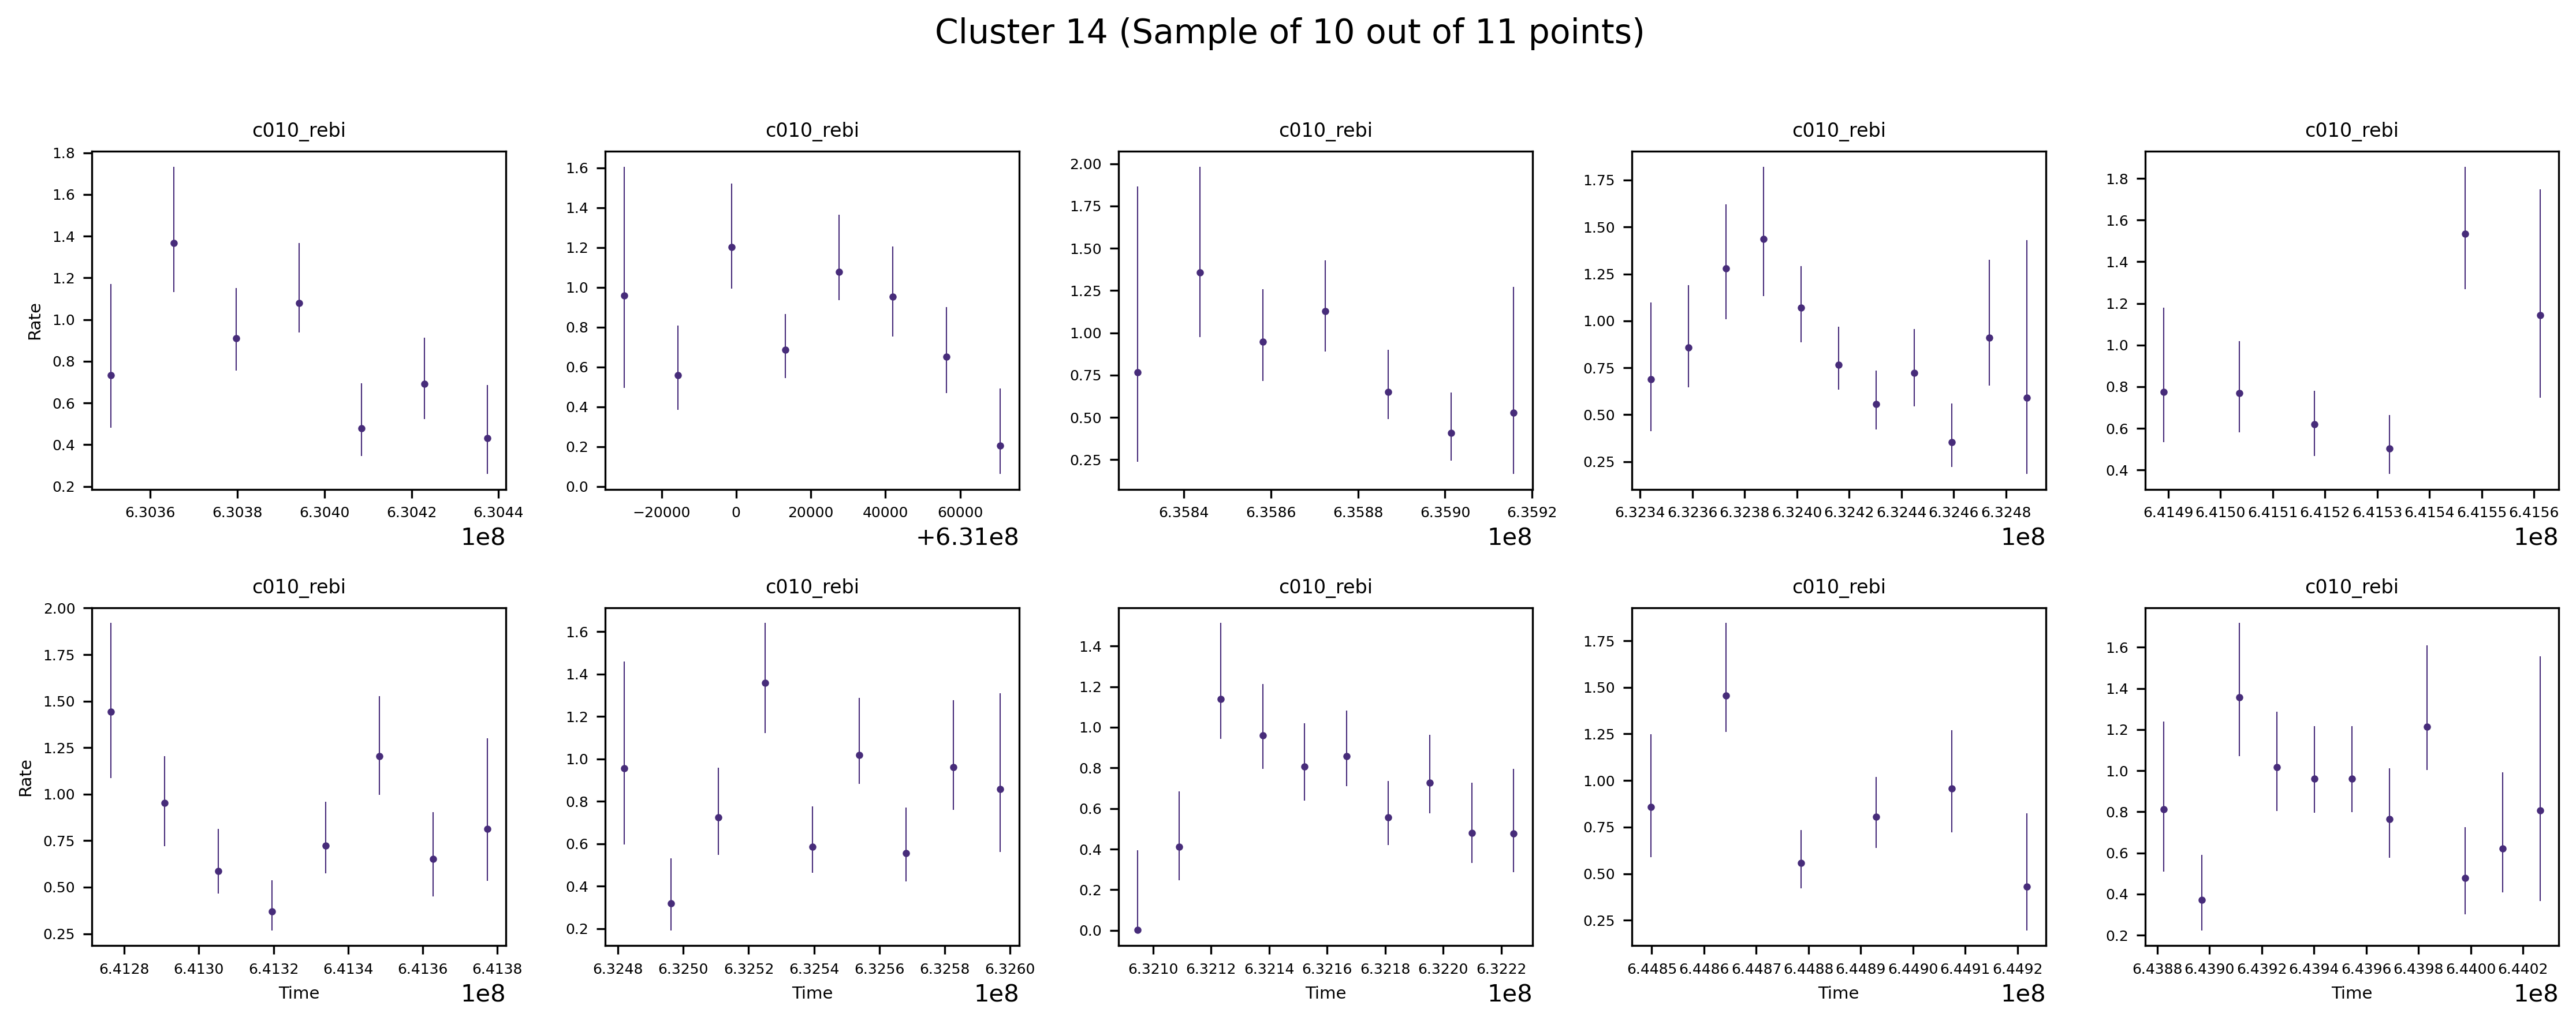 Cluster 14 (Sample of 10 out of 11 points)
c010_rebi c010_rebi c010_rebi c010_rebi c010_rebi
Rate
1.8 1.6 1.4 1.2 1.0 0.8 0.6 0.4 0.2
1.6 1.4 1.2 1.0 0.8 0.6 0.4 0.2 0.0
2.00 1.75 1.50 1.25 1.00 0.75 0.50 0.25
1.75 1.50 1.25 1.00 0.75 0.50 0.25
1.8 1.6 1.4 1.2 1.0 0.8 0.6 0.4
6.3036 6.3038 6.3040 6.3042 6.3044
−20000 0 20000 40000 60000
6.3584 6.3586 6.3588 6.3590 6.3592
6.3234 6.3236 6.3238 6.3240 6.3242 6.3244 6.3246 6.3248
6.4149 6.4150 6.4151 6.4152 6.4153 6.4154 6.4155 6.4156
1e8 +6.31e8 1e8 1e8 1e8
c010_rebi c010_rebi c010_rebi c010_rebi c010_rebi
Rate
2.00 1.75 1.50 1.25 1.00 0.75 0.50 0.25
1.6 1.4 1.2 1.0 0.8 0.6 0.4 0.2
1.4 1.2 1.0 0.8 0.6 0.4 0.2 0.0
1.75 1.50 1.25 1.00 0.75 0.50 0.25
1.6 1.4 1.2 1.0 0.8 0.6 0.4 0.2
6.4128 6.4130 6.4132 6.4134 6.4136 6.4138
6.3248 6.3250 6.3252 6.3254 6.3256 6.3258 6.3260
6.3210 6.3212 6.3214 6.3216 6.3218 6.3220 6.3222
6.4485 6.4486 6.4487 6.4488 6.4489 6.4490 6.4491 6.4492
6.4388 6.4390 6.4392 6.4394 6.4396 6.4398 6.4400 6.4402
Time 1e8 Time 1e8 Time 1e8 Time 1e8 Time 1e8